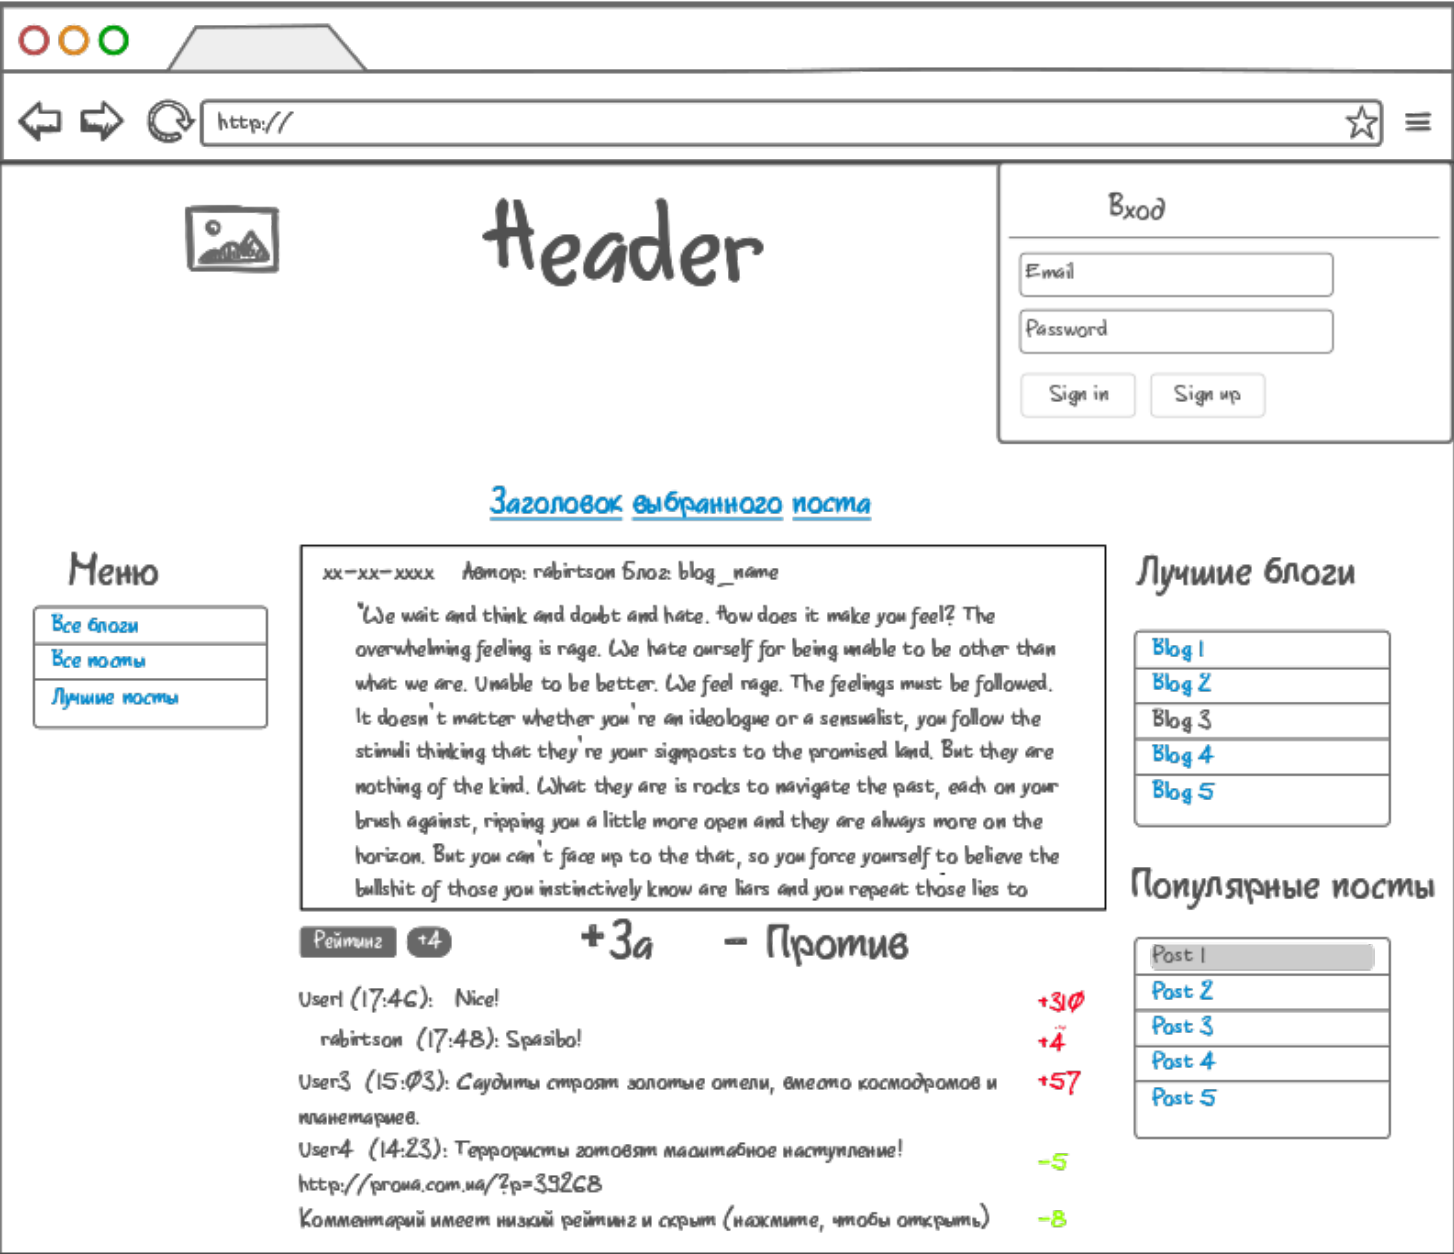 http://
Header
Вход
Email
Password
Sign in
Sign up
Заголовок выбранного поста
Меню
Все блоги
Все посты
Лучшие посты
xx-xx-xxxx Автор: rabirtson Блог: blog_name
"We wait and think and doubt and hate. How does it make you feel? The
overwhelming feeling is rage. We hate ourself for being unable to be other than
what we are. Unable to be better. We feel rage. The feelings must be followed.
It doesn't matter whether you're an ideologue or a sensualist, you follow the
stimuli thinking that they're your signposts to the promised land. But they are
nothing of the kind. What they are is rocks to navigate the past, each on your
brush against, ripping you a little more open and they are always more on the
horizon. But you can't face up to the that, so you force yourself to believe the
bullshit of those you instinctively know are liars and you repeat those lies to
Рейтинг +4
+За - Против
User1 (17:46): Nice! +310
rabirtson (17:48): Spasibo! +4
User3 (15:03): Саудиты строят золотые отели, вместо космодромов и +57
планетариев.
User4 (14:23): Террористы готовят масштабное наступление! -5
http://proua.com.ua/?p=39268
Комментарий имеет низкий рейтинг и скрыт (нажмите, чтобы открыть) -8
Лучшие блоги
Blog 1
Blog 2
Blog 3
Blog 4
Blog 5
Популярные посты
Post 1
Post 2
Post 3
Post 4
Post 5